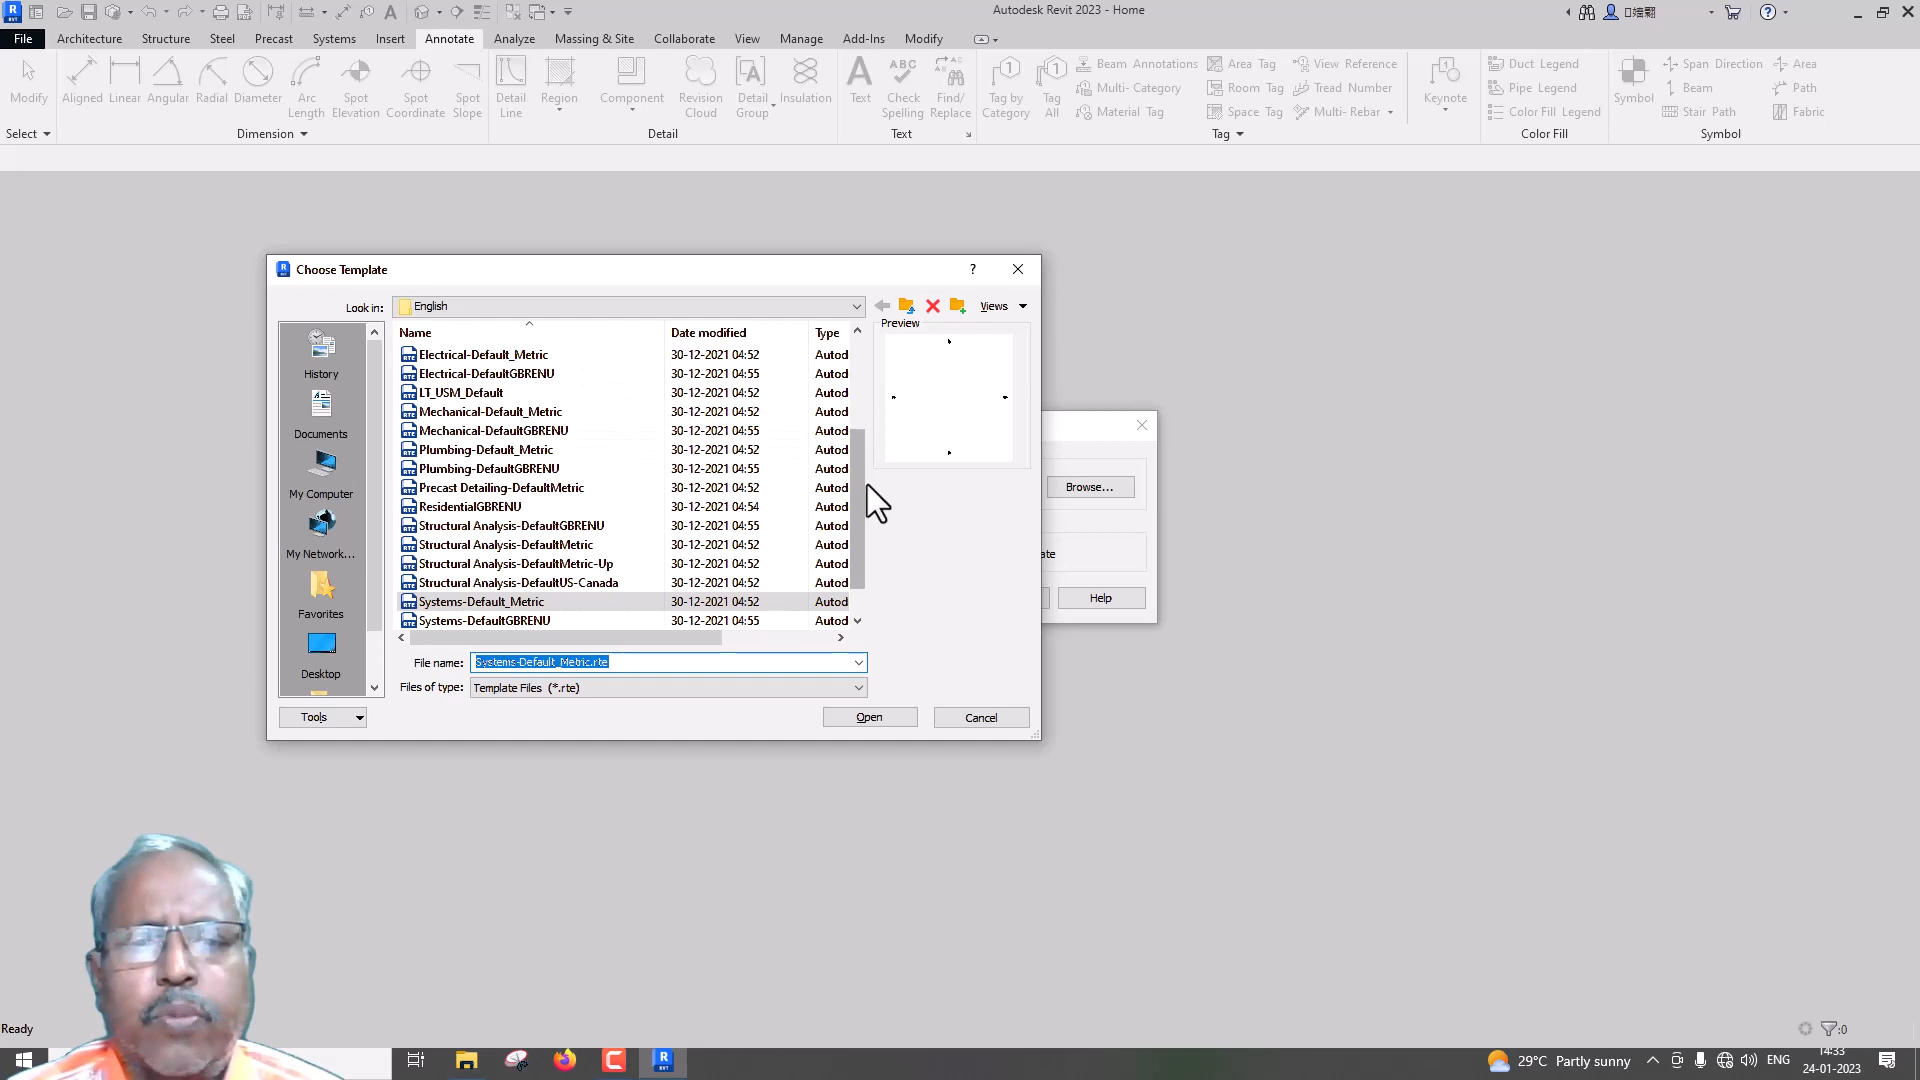 Autodesk Revit 2023 - Home
File Architecture Structure Steel Precast Systems Insert Annotate Analyze Massing & Site Collaborate View Manage Add-Ins Modify
Modify
Aligned Linear Angular Radial Diameter Arc Length Spot Elevation Spot Coordinate Spot Slope
Detail Line Region Component Revision Cloud Detail Group Insulation
Text Check Spelling Find/ Replace
Tag by Category Tag All
Beam Annotations Area Tag View Reference
Multi- Category Room Tag Tread Number
Material Tag Space Tag Multi- Rebar
Keynote
Duct Legend
Pipe Legend
Color Fill Legend
Symbol
Span Direction Area
Beam Path
Stair Path Fabric
Select Dimension Detail Text Tag Color Fill Symbol
Choose Template
?
Look in: English Views
Name Date modified Type
Preview
Electrical-Default_Metric 30-12-2021 04:52 Autod
Electrical-DefaultGBRENU 30-12-2021 04:55 Autod
LT_USM_Default 30-12-2021 04:52 Autod
Mechanical-Default_Metric 30-12-2021 04:52 Autod
Mechanical-DefaultGBRENU 30-12-2021 04:55 Autod
Plumbing-Default_Metric 30-12-2021 04:52 Autod
Plumbing-DefaultGBRENU 30-12-2021 04:55 Autod
Precast Detailing-DefaultMetric 30-12-2021 04:52 Autod
ResidentialGBRENU 30-12-2021 04:54 Autod
Structural Analysis-DefaultGBRENU 30-12-2021 04:55 Autod
Structural Analysis-DefaultMetric 30-12-2021 04:52 Autod
Structural Analysis-DefaultMetric-Up 30-12-2021 04:52 Autod
Structural Analysis-DefaultUS-Canada 30-12-2021 04:52 Autod
Systems-Default_Metric 30-12-2021 04:52 Autod
Systems-DefaultGBRENU 30-12-2021 04:55 Autod
History
Documents
My Computer
My Network...
Favorites
Desktop
File name: Systems-Default_Metric.rte
Files of type: Template Files (*.rte)
Tools Open Cancel
Browse...
ate
Help
Ready
:0
29°C Partly sunny ENG
14:33
24-01-2023